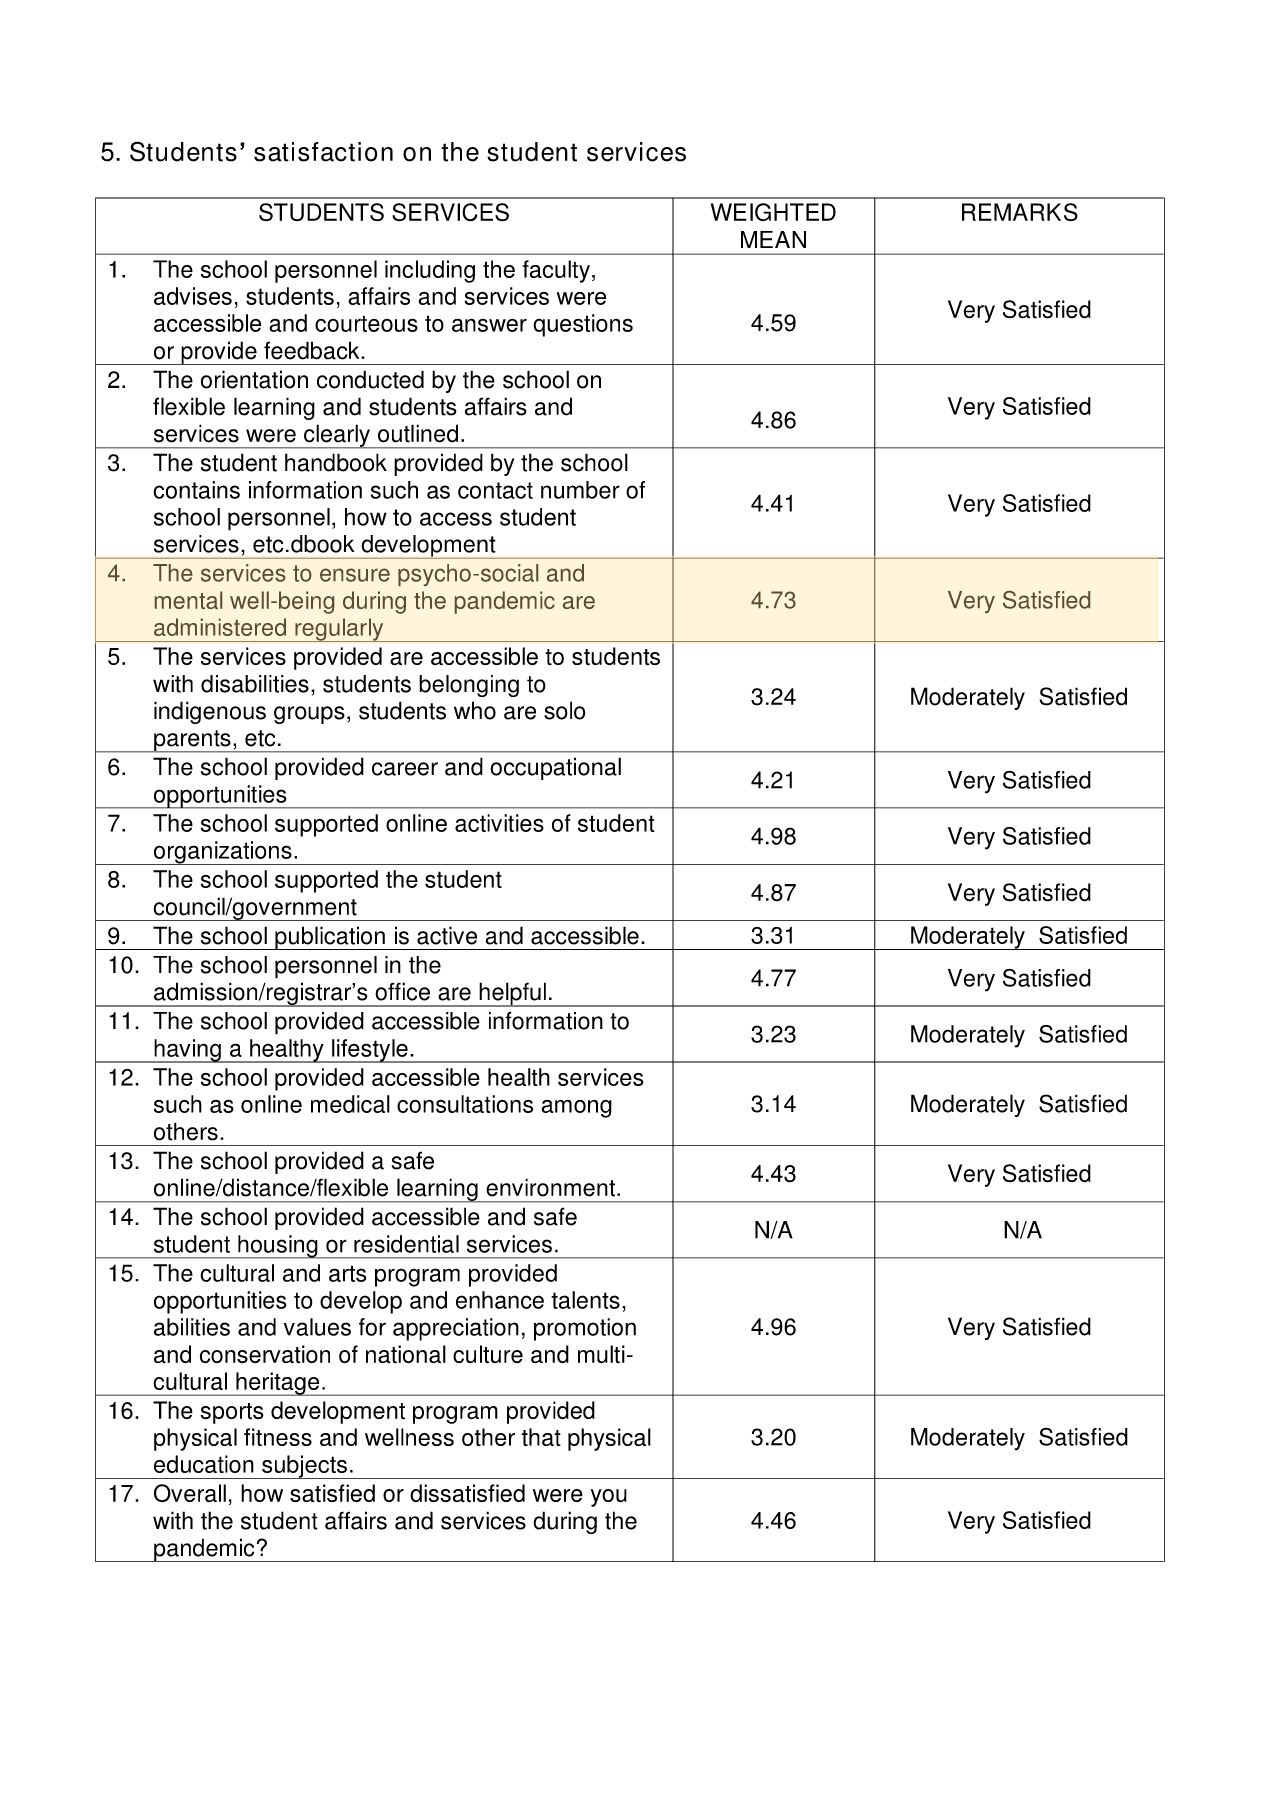 5. Students’ satisfaction on the student services
STUDENTS SERVICES
WEIGHTED
MEAN
REMARKS
1. The school personnel including the faculty,
advises, students, affairs and services were
accessible and courteous to answer questions
or provide feedback.
4.59
Very Satisfied
2. The orientation conducted by the school on
flexible learning and students affairs and
services were clearly outlined.
4.86
Very Satisfied
3. The student handbook provided by the school
contains information such as contact number of
school personnel, how to access student
services, etc.dbook development
4.41
Very Satisfied
4. The services to ensure psycho-social and
mental well-being during the pandemic are
administered regularly
4.73
Very Satisfied
5. The services provided are accessible to students
with disabilities, students belonging to
indigenous groups, students who are solo
parents, etc.
3.24
Moderately Satisfied
6. The school provided career and occupational
opportunities
4.21
Very Satisfied
7. The school supported online activities of student
organizations.
4.98
Very Satisfied
8. The school supported the student
council/government
4.87
Very Satisfied
9. The school publication is active and accessible.
3.31
Moderately Satisfied
10. The school personnel in the
admission/registrar’s office are helpful.
4.77
Very Satisfied
11. The school provided accessible information to
having a healthy lifestyle.
3.23
Moderately Satisfied
12. The school provided accessible health services
such as online medical consultations among
others.
3.14
Moderately Satisfied
13. The school provided a safe
online/distance/flexible learning environment.
4.43
Very Satisfied
14. The school provided accessible and safe
student housing or residential services.
N/A
N/A
15. The cultural and arts program provided
opportunities to develop and enhance talents,
abilities and values for appreciation, promotion
and conservation of national culture and multi-
cultural heritage.
4.96
Very Satisfied
16. The sports development program provided
physical fitness and wellness other that physical
education subjects.
3.20
Moderately Satisfied
17. Overall, how satisfied or dissatisfied were you
with the student affairs and services during the
pandemic?
4.46
Very Satisfied